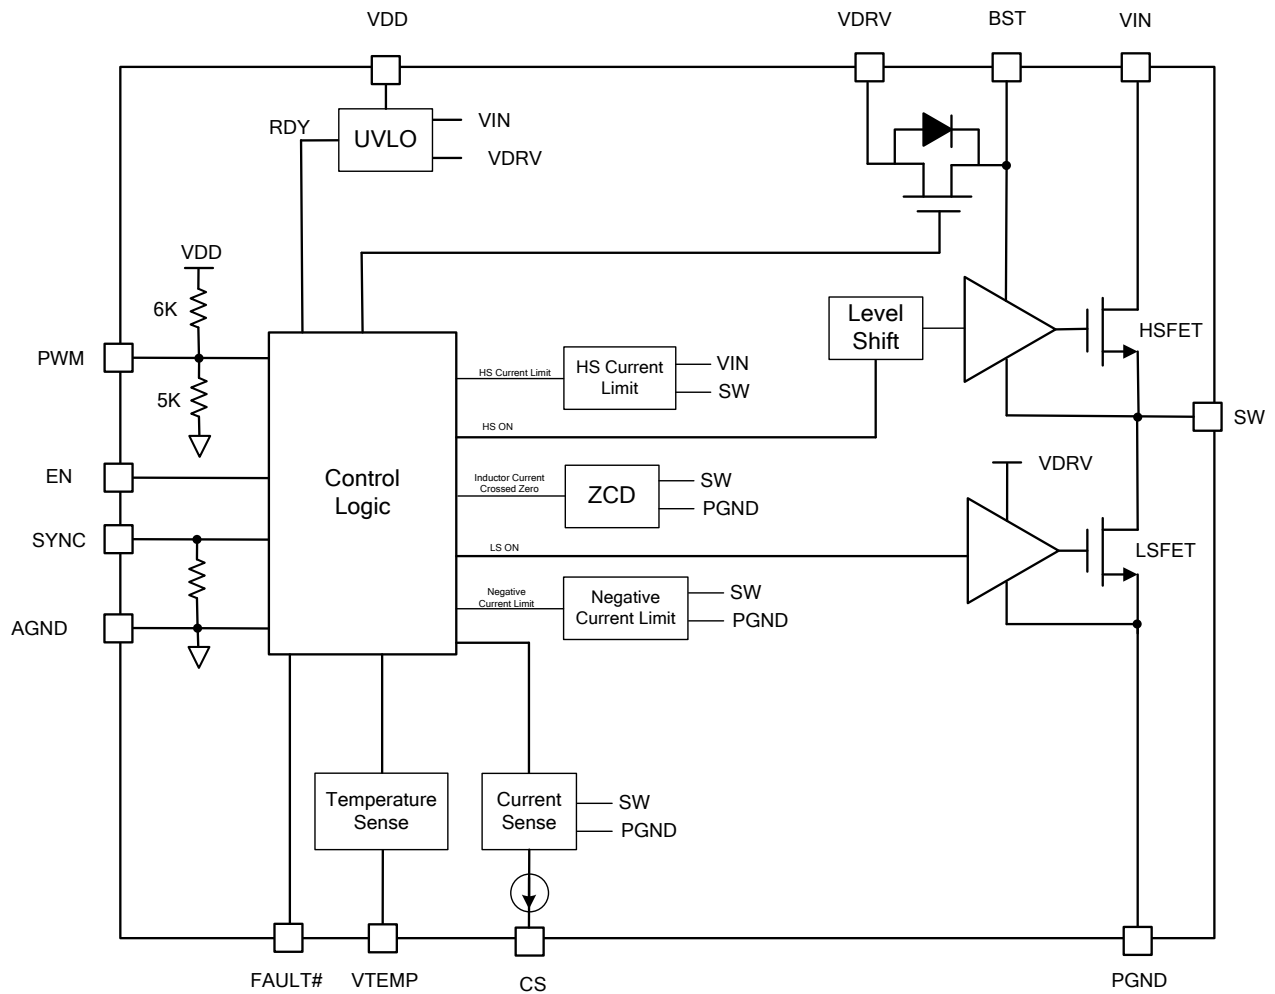 VDD
VDRV
BST
VIN
RDY
UVLO
VIN
VDRV
VDD
6K
PWM
5K
EN
SYNC
AGND
Control
Logic
HS Current Limit
HS Current
Limit
VIN
SW
HS ON
Level
Shift
HSFET
SW
Inductor Current
Crossed Zero
ZCD
SW
PGND
VDRV
LS ON
LSFET
Negative
Current Limit
Negative
Current Limit
SW
PGND
Temperature
Sense
Current
Sense
SW
PGND
FAULT#
VTEMP
CS
PGND